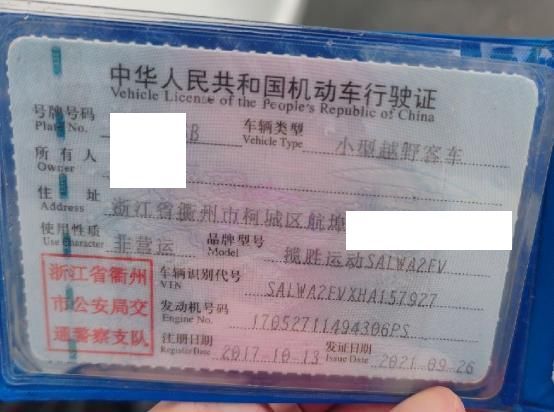 中华人民共和国机动车行驶证
Vehicle License of the People's Republic of China
号牌号码 B 车辆类型 小型越野客车
Plate No. Vehicle Type
所有人
Owner
住址 浙江省衢州市柯城区航埠
Address
使用性质 非营运 品牌型号 揽胜运动SALWA2FV
Use Character Model
浙江省衢州
市公安局交
通警察支队
车辆识别代号 SALWA2FVXHA157927
VIN
发动机号码 17052711494306PS
Engine No.
注册日期 2017-10-13 发证日期 2021-09-26
Register Date Issue Date